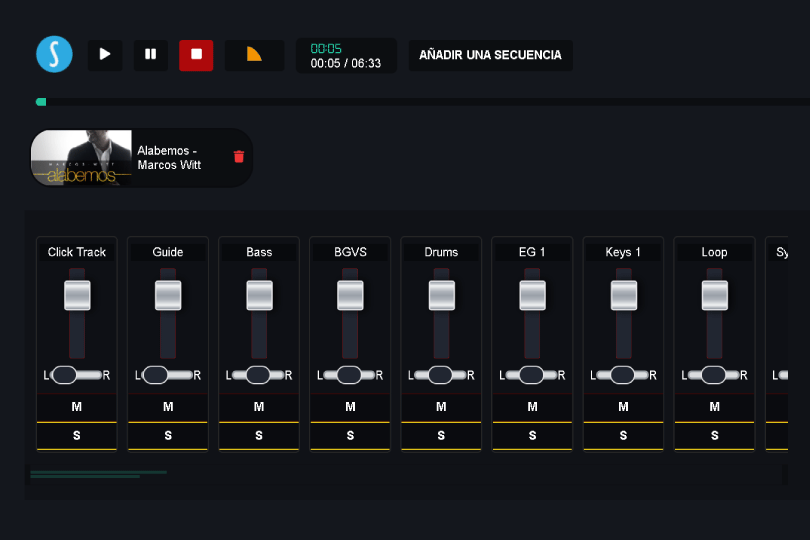 00:05
00:05 / 06:33
AÑADIR UNA SECUENCIA
MARCOS WITT
alabemos
Alabemos -
Marcos Witt
Click Track
Guide
Bass
BGVS
Drums
EG 1
Keys 1
Loop
Sy
L R
L R
L R
L R
L R
L R
L R
L R
L
M
M
M
M
M
M
M
M
S
S
S
S
S
S
S
S